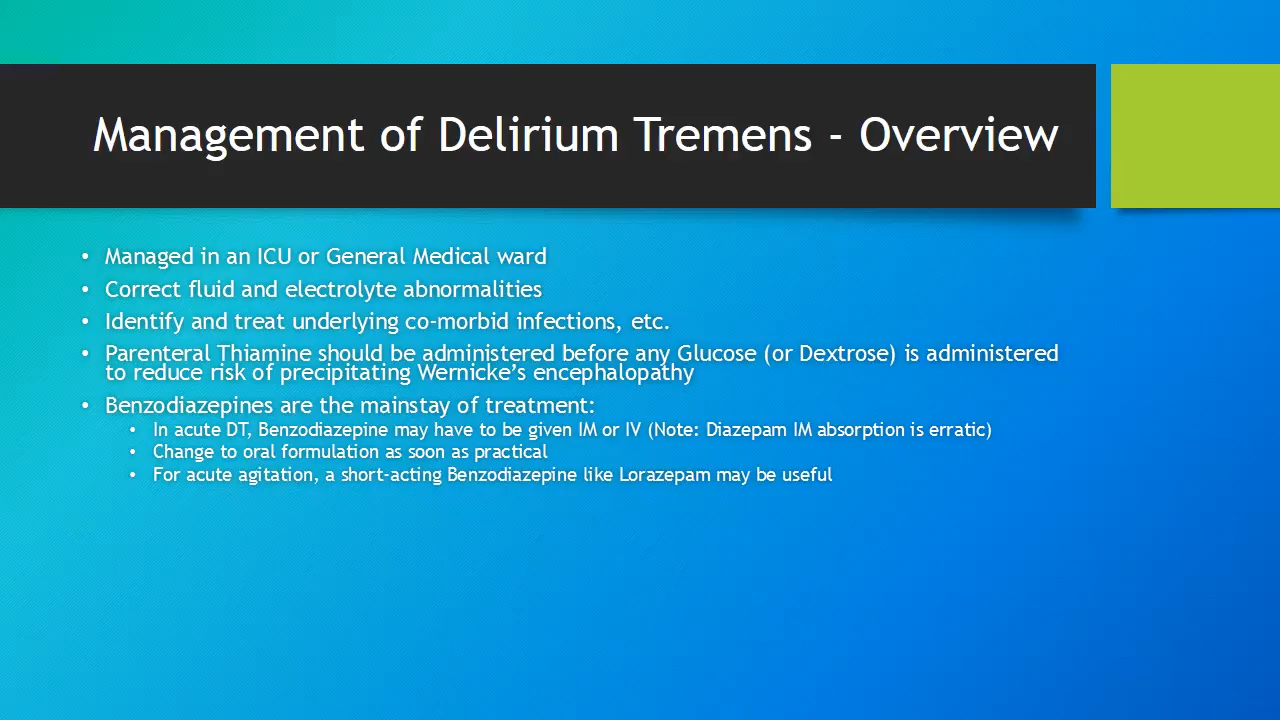 Management of Delirium Tremens - Overview
• Managed in an ICU or General Medical ward
• Correct fluid and electrolyte abnormalities
• Identify and treat underlying co-morbid infections, etc.
• Parenteral Thiamine should be administered before any Glucose (or Dextrose) is administered
to reduce risk of precipitating Wernicke’s encephalopathy
• Benzodiazepines are the mainstay of treatment:
• In acute DT, Benzodiazepine may have to be given IM or IV (Note: Diazepam IM absorption is erratic)
• Change to oral formulation as soon as practical
• For acute agitation, a short-acting Benzodiazepine like Lorazepam may be useful